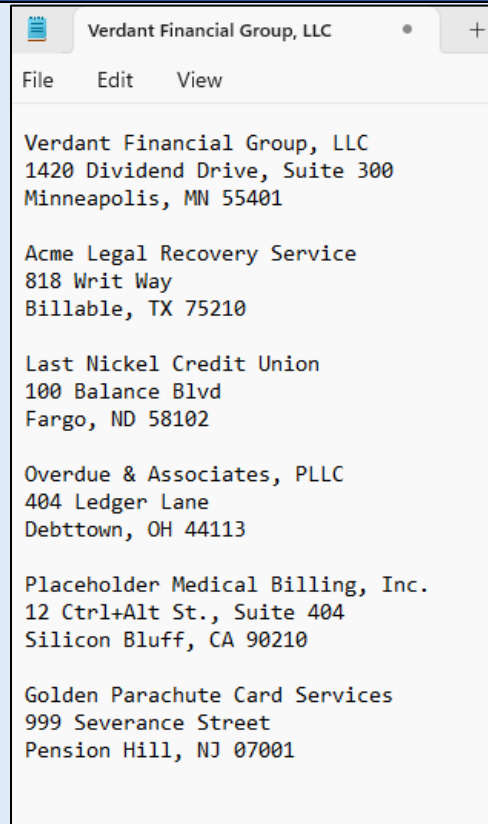 Verdant Financial Group, LLC
File Edit View
Verdant Financial Group, LLC
1420 Dividend Drive, Suite 300
Minneapolis, MN 55401
Acme Legal Recovery Service
818 Writ Way
Billable, TX 75210
Last Nickel Credit Union
100 Balance Blvd
Fargo, ND 58102
Overdue & Associates, PLLC
404 Ledger Lane
Debttown, OH 44113
Placeholder Medical Billing, Inc.
12 Ctrl+Alt St., Suite 404
Silicon Bluff, CA 90210
Golden Parachute Card Services
999 Severance Street
Pension Hill, NJ 07001